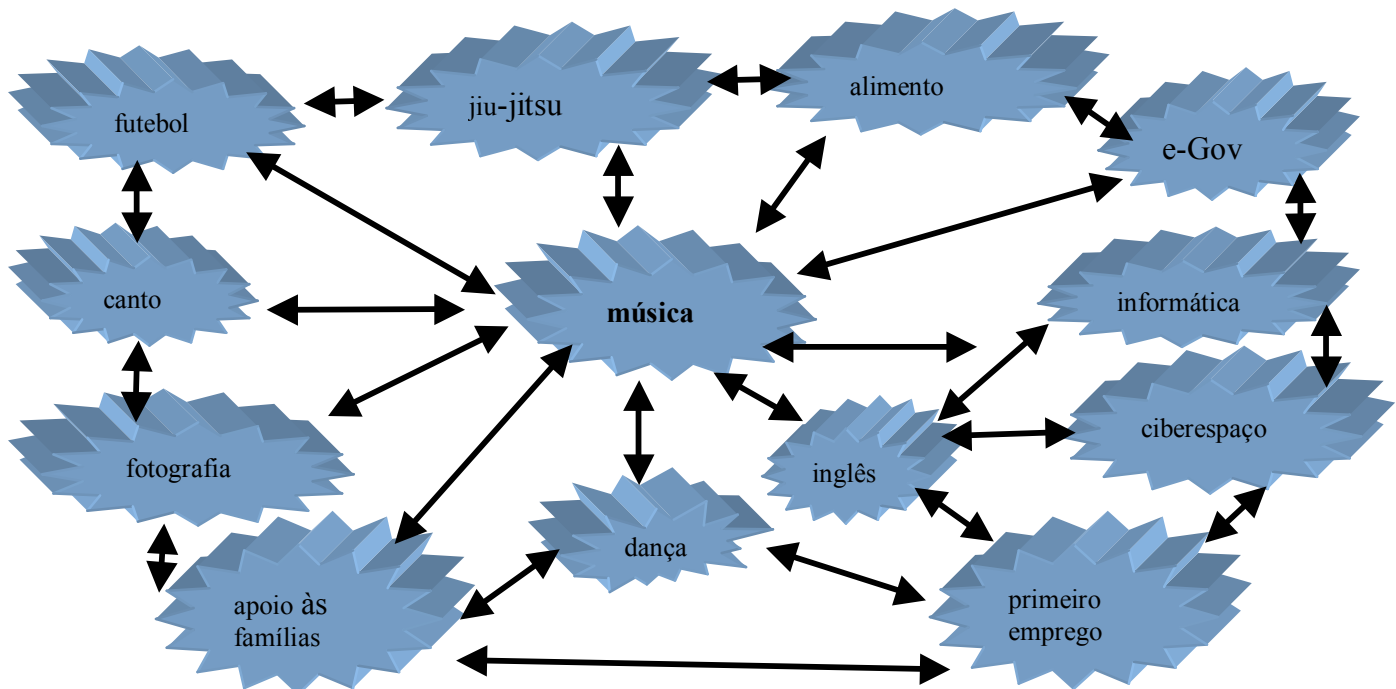 futebol
jiu-jitsu
alimento
e-Gov
canto
música
informática
fotografia
inglês
ciberespaço
apoio às
famílias
dança
primeiro
emprego